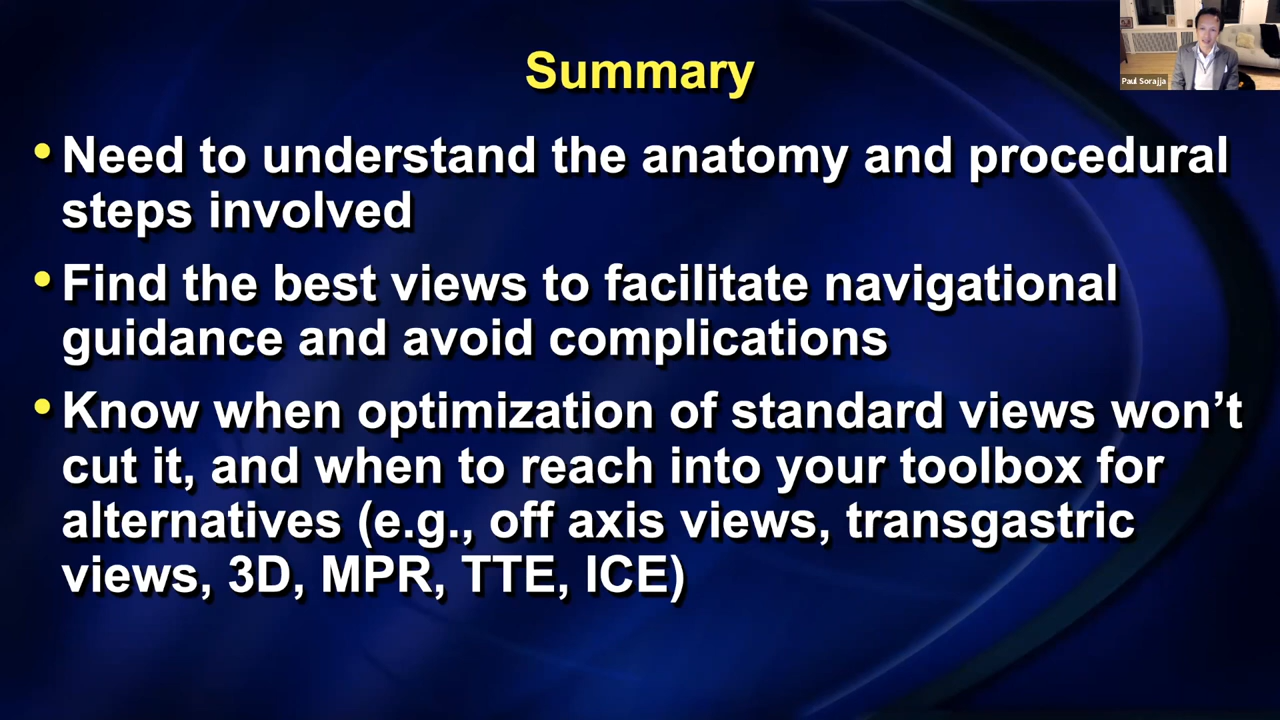 Summary
Paul Sorajja
• Need to understand the anatomy and procedural
steps involved
• Find the best views to facilitate navigational
guidance and avoid complications
• Know when optimization of standard views won’t
cut it, and when to reach into your toolbox for
alternatives (e.g., off axis views, transgastric
views, 3D, MPR, TTE, ICE)